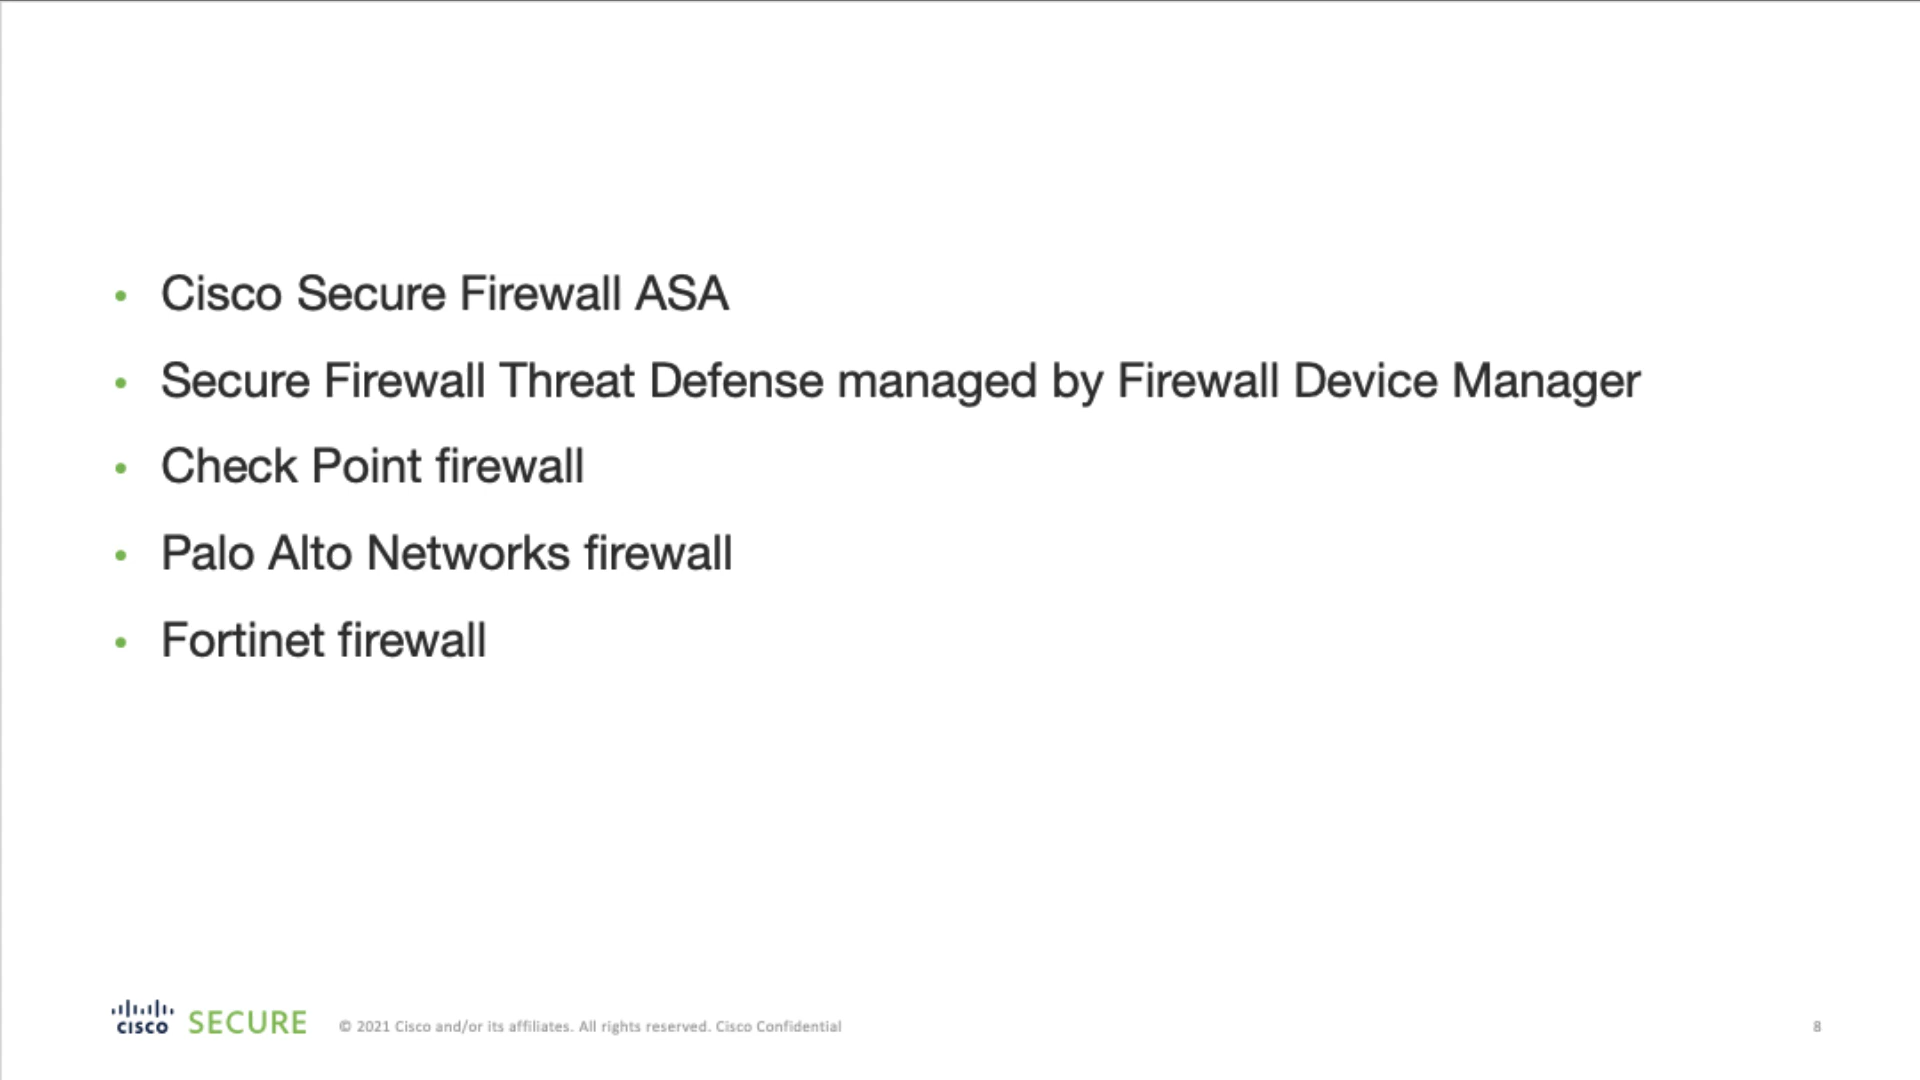 • Cisco Secure Firewall ASA
• Secure Firewall Threat Defense managed by Firewall Device Manager
• Check Point firewall
• Palo Alto Networks firewall
• Fortinet firewall
CISCO SECURE © 2021 Cisco and/or its affiliates. All rights reserved. Cisco Confidential 8